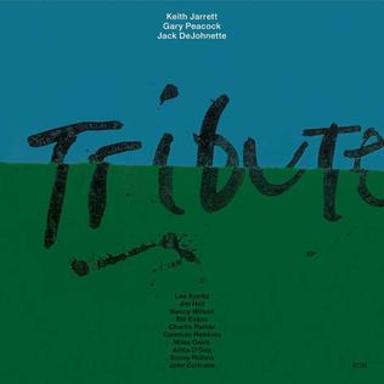 Keith Jarrett
Gary Peacock
Jack DeJohnette
Tribute
Lee Konitz
Jim Hall
Nancy Wilson
Bill Evans
Charlie Parker
Coleman Hawkins
Miles Davis
Anita O'Day
Sonny Rollins
John Coltrane
ECM